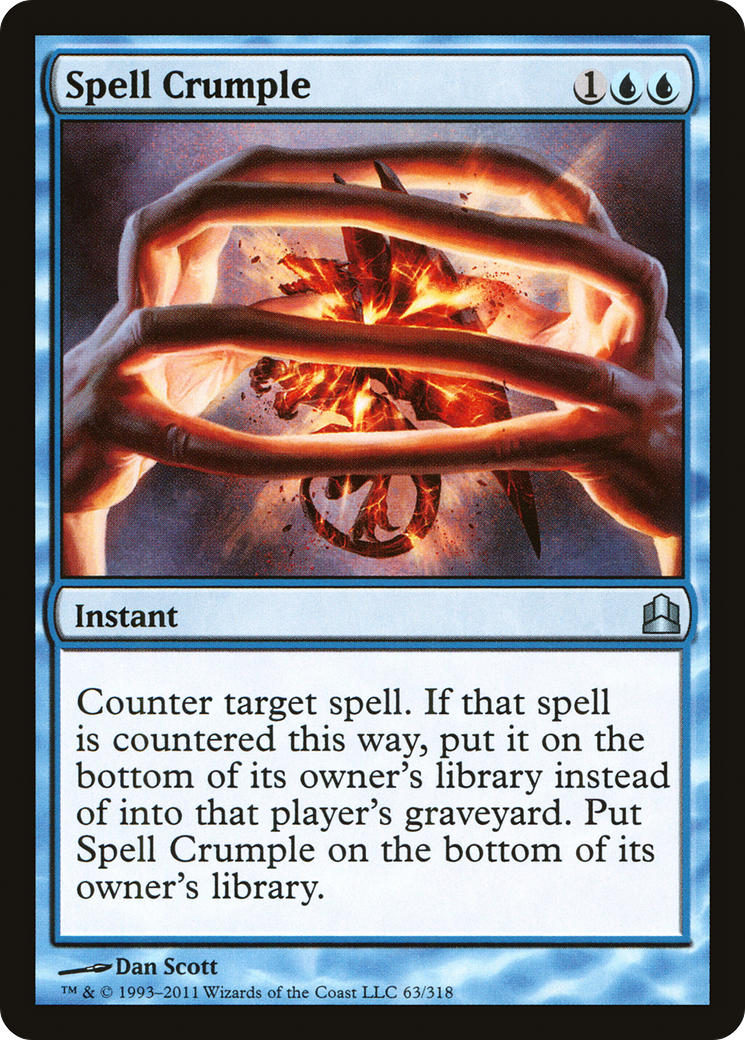 Spell Crumple 1
Instant
Counter target spell. If that spell
is countered this way, put it on the
bottom of its owner's library instead
of into that player's graveyard. Put
Spell Crumple on the bottom of its
owner's library.
Dan Scott
™ & © 1993–2011 Wizards of the Coast LLC 63/318